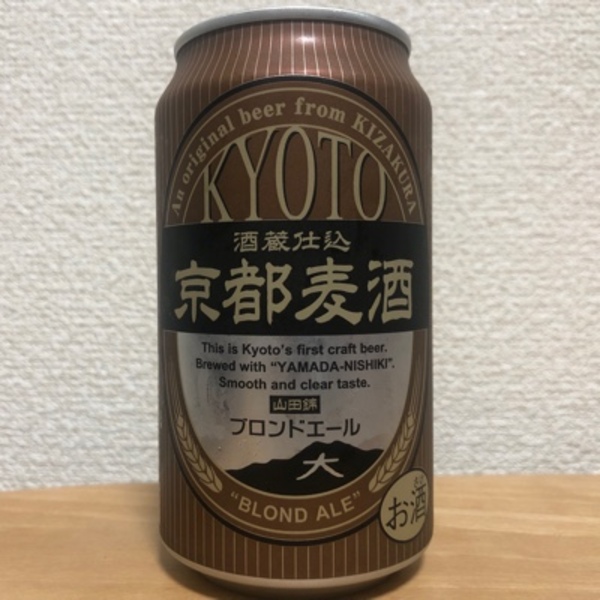 An original beer from KIZAKURA
KYOTO
酒蔵仕込
京都麦酒
This is Kyoto's first craft beer.
Brewed with "YAMADA-NISHIKI".
Smooth and clear taste.
山田錦
ブロンドエール
大
"BLOND ALE"
お酒